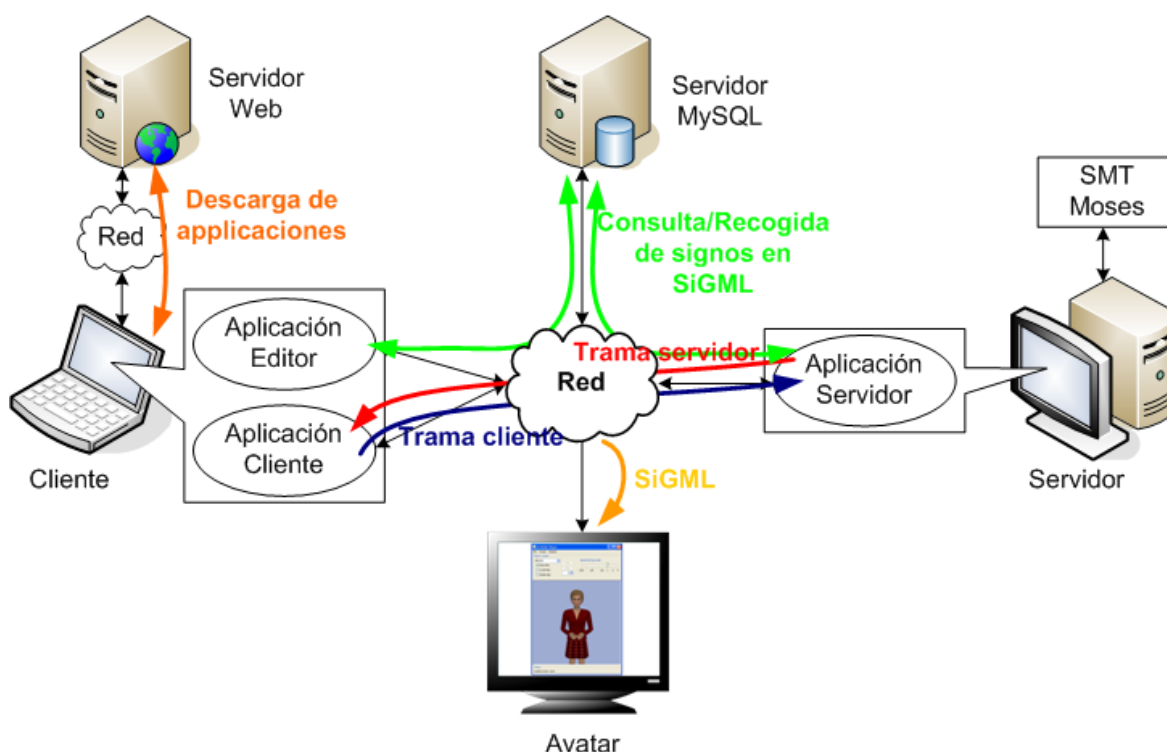 Servidor
Web
Servidor
MySQL
SMT
Moses
Descarga de
applicaciones
Red
Consulta/Recogida
de signos en
SiGML
Aplicación
Editor
Trama servidor
Red
Aplicación
Servidor
Aplicación
Cliente
Trama cliente
Cliente
Servidor
SiGML
Avatar